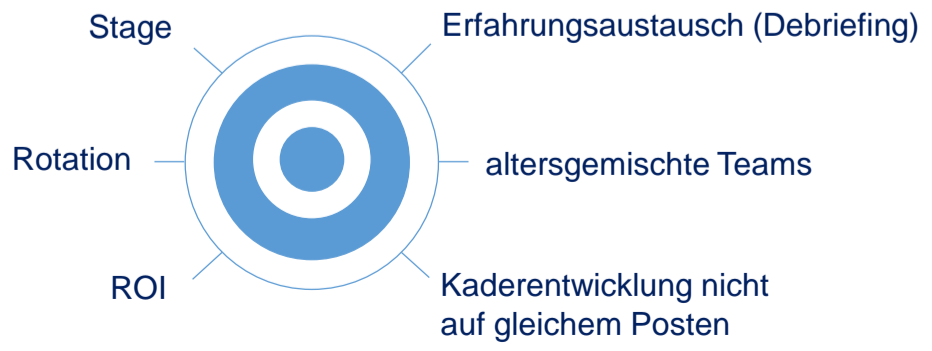 Stage
Erfahrungsaustausch (Debriefing)
Rotation
altersgemischte Teams
ROI
Kaderentwicklung nicht
auf gleichem Posten